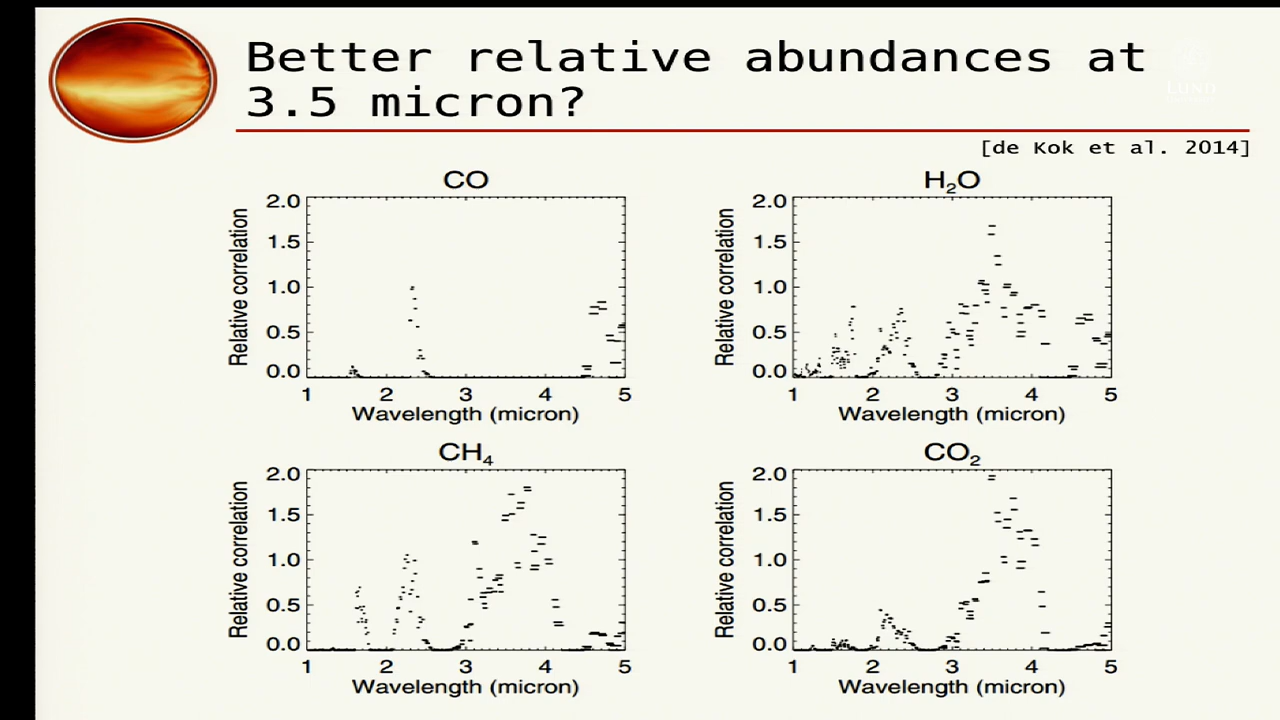 Better relative abundances at
3.5 micron?
[de Kok et al. 2014]
CO
2.0
1.5
1.0
0.5
0.0
Relative correlation
1 2 3 4 5
Wavelength (micron)
H₂O
2.0
1.5
1.0
0.5
0.0
Relative correlation
1 2 3 4 5
Wavelength (micron)
CH₄
2.0
1.5
1.0
0.5
0.0
Relative correlation
1 2 3 4 5
Wavelength (micron)
CO₂
2.0
1.5
1.0
0.5
0.0
Relative correlation
1 2 3 4 5
Wavelength (micron)